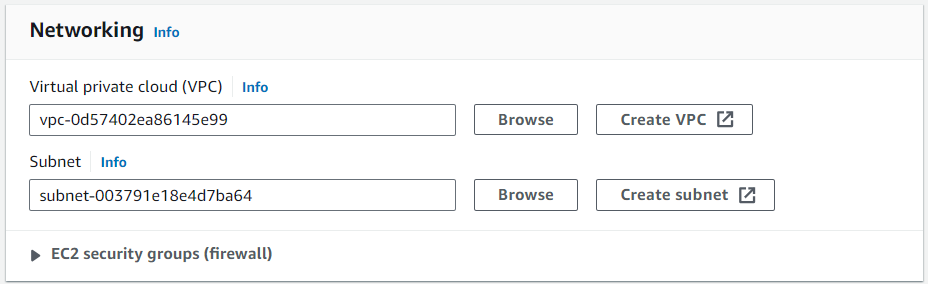 Networking Info
Virtual private cloud (VPC) Info
vpc-0d57402ea86145e99 Browse Create VPC
Subnet Info
subnet-003791e18e4d7ba64 Browse Create subnet
EC2 security groups (firewall)